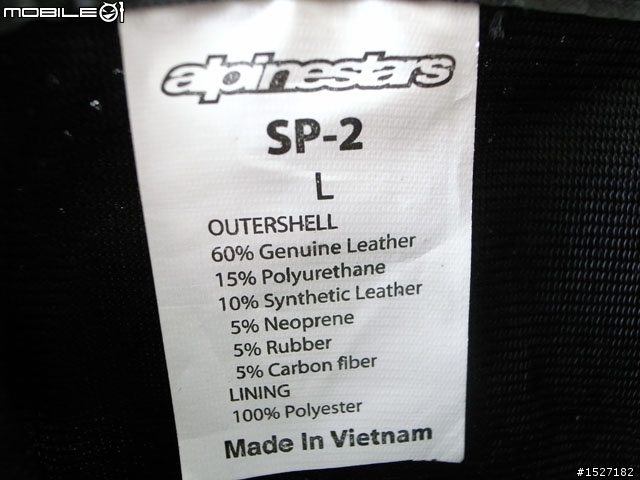 MOBILE01
alpinestars
SP-2
L
OUTERSHELL
60% Genuine Leather
15% Polyurethane
10% Synthetic Leather
5% Neoprene
5% Rubber
5% Carbon fiber
LINING
100% Polyester
Made In Vietnam
#1527182